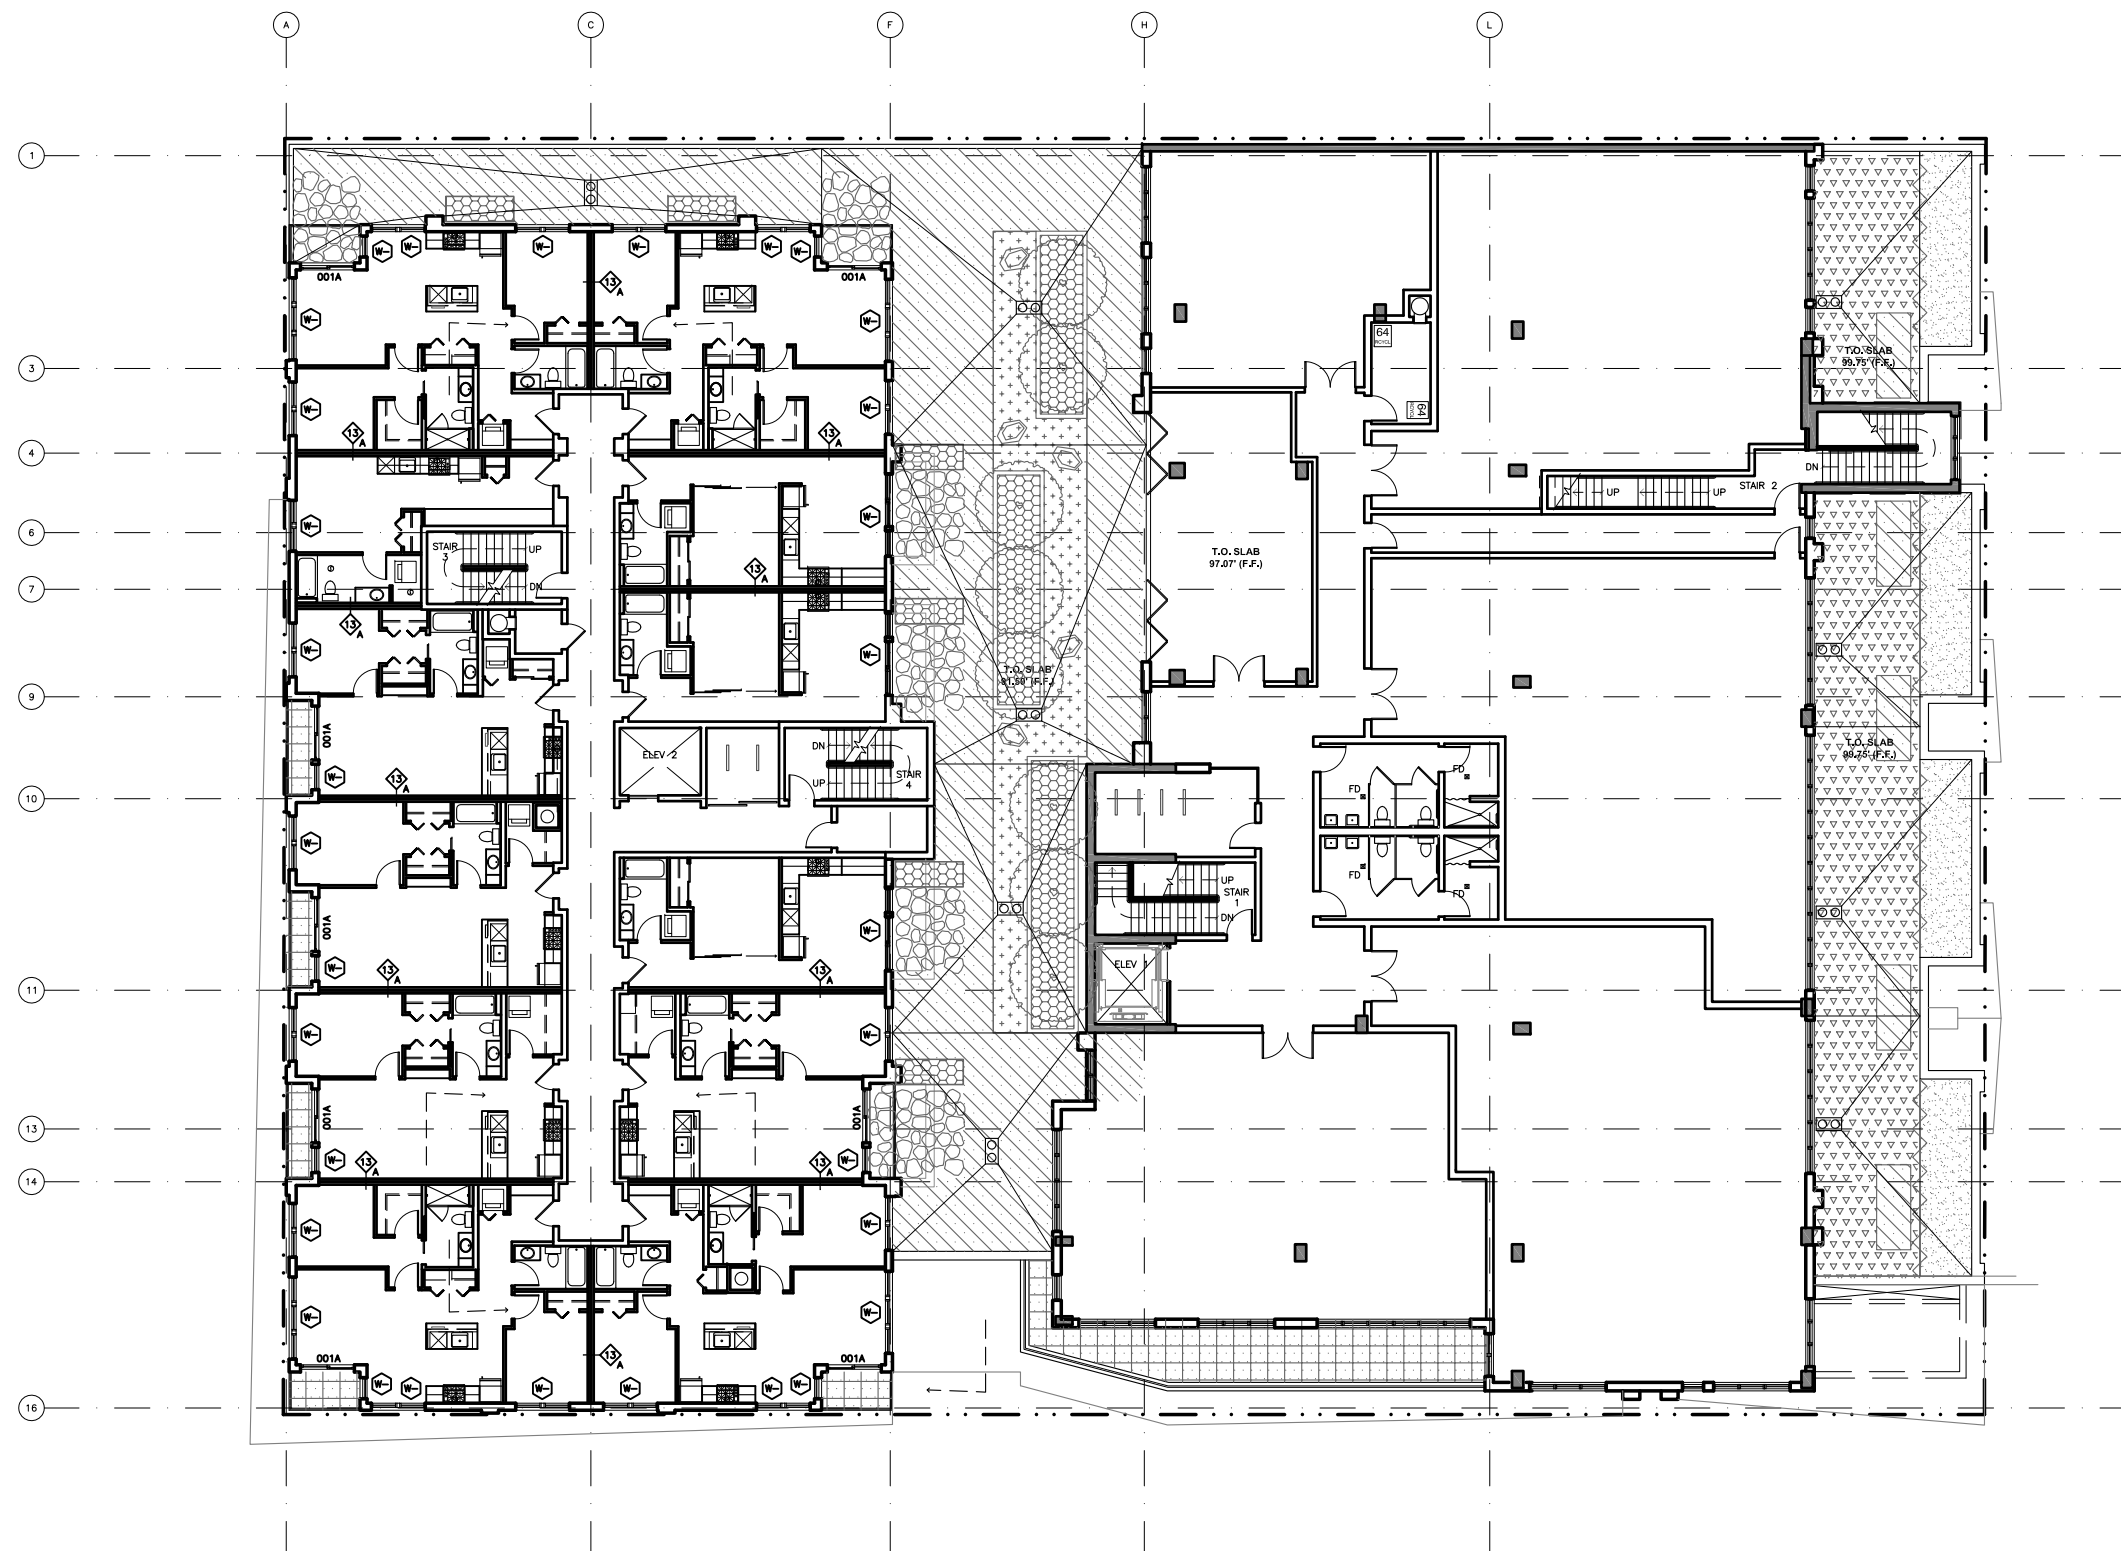 A C F H L
1
W W W W W W
001A 13 A 001A
W W
64
RCYCL
T.O. SLAB
99.75' (F.F.)
3
W W
64
RCYCL
13 A 13 A
4
DN
UP UP STAIR 2
W W
6
STAIR
3
UP
T.O. SLAB
97.07' (F.F.)
13 A
7
DN
13 A
W W
T.O. SLAB
9
001A
T.O. SLAB
99.75' (F.F.)
DN
ELEV 2
W
FD
STAIR
4
13 A
UP
FD
10
W
FD
UP
STAIR
1
FD
001A
DN
W
W
ELEV 1
13 A 13 A
11
W W
001A 001A
13
W W
13 A 13 A
14
W W
W W
13 A
001A 001A
W W W W W W
16